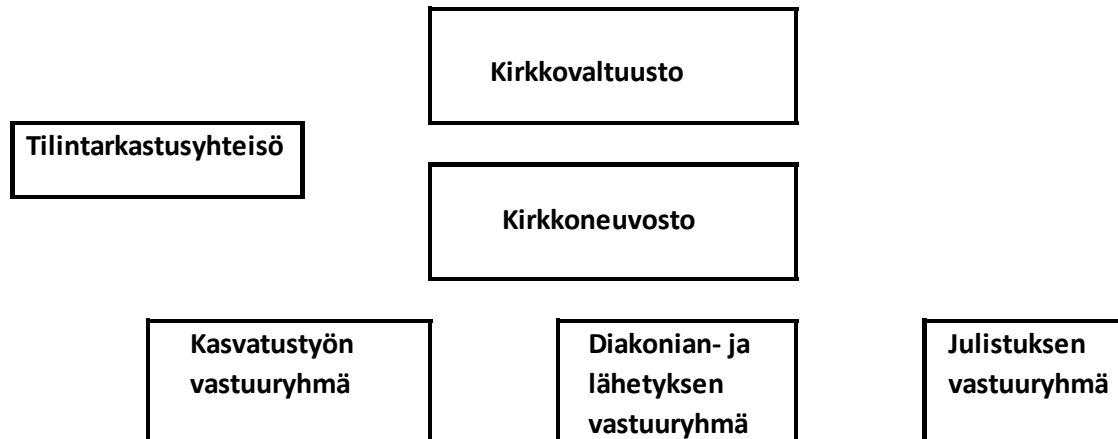 Kirkkovaltuusto
Tilintarkastusyhteisö
Kirkkoneuvosto
Kasvatustyön
vastuuryhmä
Diakonian- ja
lähetyksen
vastuuryhmä
Julistuksen
vastuuryhmä